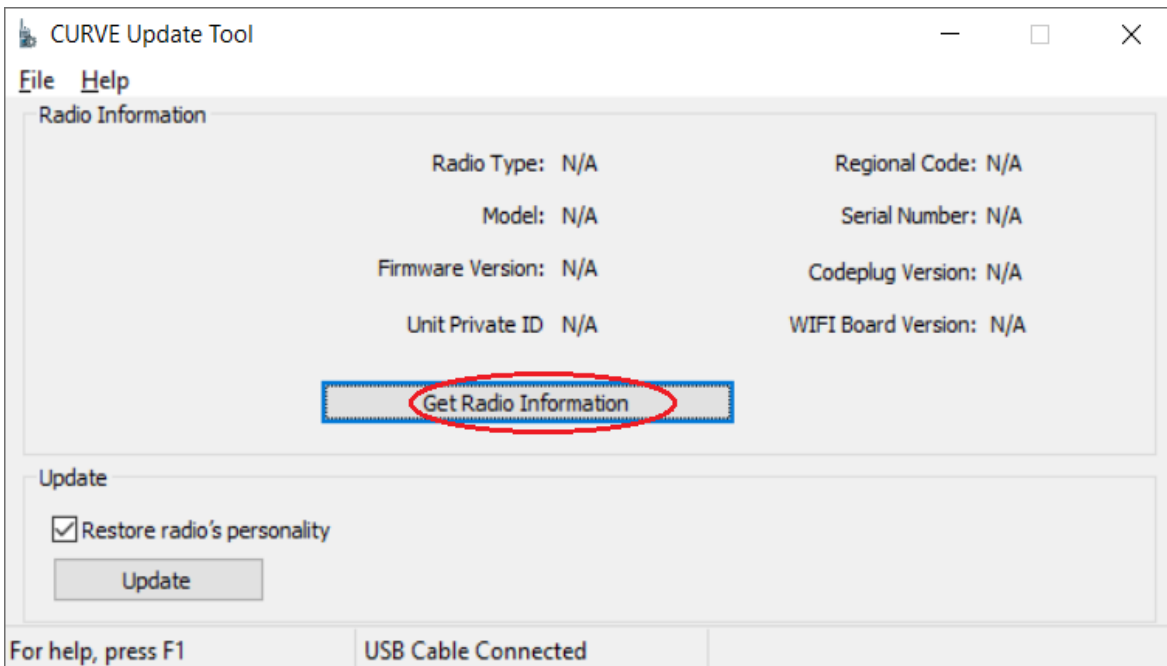 CURVE Update Tool
File Help
Radio Information
Radio Type: N/A Regional Code: N/A
Model: N/A Serial Number: N/A
Firmware Version: N/A Codeplug Version: N/A
Unit Private ID N/A WIFI Board Version: N/A
Get Radio Information
Update
Restore radio's personality
Update
For help, press F1 USB Cable Connected